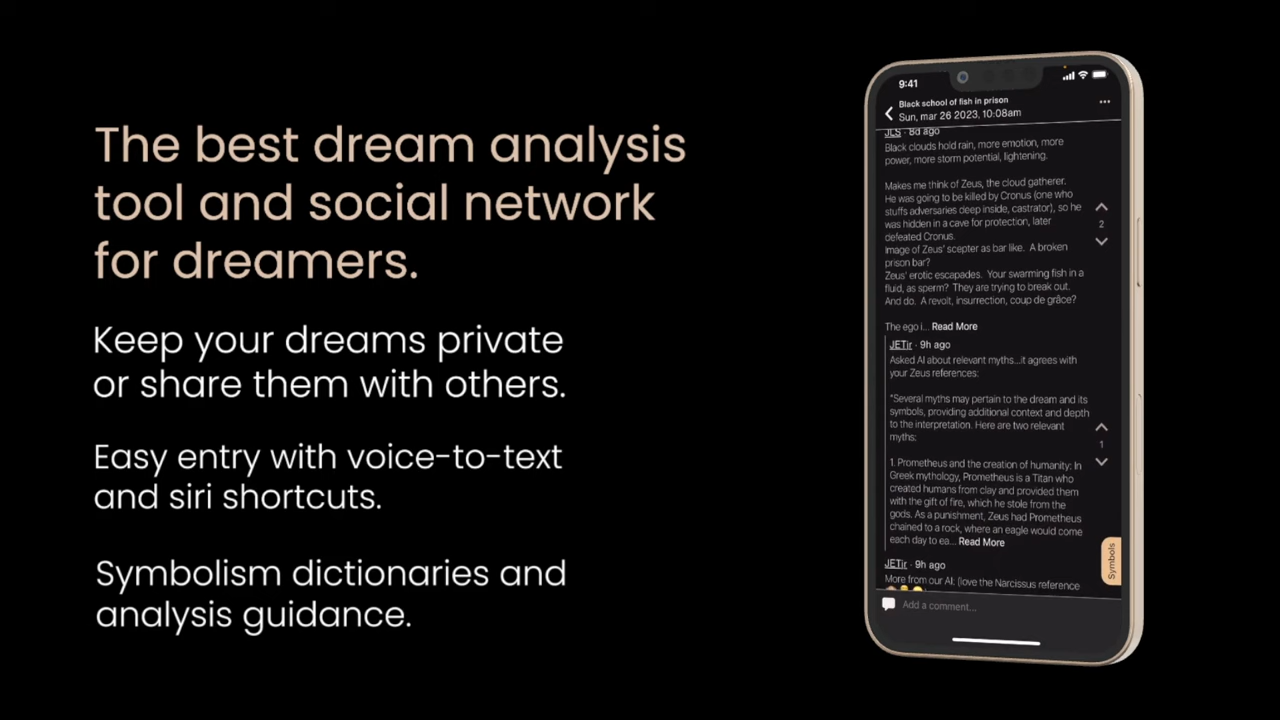 The best dream analysis
tool and social network
for dreamers.
Keep your dreams private
or share them with others.
Easy entry with voice-to-text
and siri shortcuts.
Symbolism dictionaries and
analysis guidance.
9:41
Black school of fish in prison
Sun, mar 26 2023, 10:08am
JLS · 8d ago
Black clouds hold rain, more emotion, more
power, more storm potential, lightening.
Makes me think of Zeus, the cloud gatherer.
He was going to be killed by Cronus (one who
stuffs adversaries deep inside, castrator), so he
was hidden in a cave for protection, later
defeated Cronus.
Image of Zeus' scepter as bar like. A broken
prison bar?
Zeus' erotic escapades. Your swarming fish in a
fluid, as sperm? They are trying to break out.
And do. A revolt, insurrection, coup de grâce?
2
The ego i... Read More
JETir · 9h ago
Asked AI about relevant myths...it agrees with
your Zeus references:
"Several myths may pertain to the dream and its
symbols, providing additional context and depth
to the interpretation. Here are two relevant
myths:
1
1. Prometheus and the creation of humanity: In
Greek mythology, Prometheus is a Titan who
created humans from clay and provided them
with the gift of fire, which he stole from the
gods. As a punishment, Zeus had Prometheus
chained to a rock, where an eagle would come
each day to ea... Read More
Symbols
JETir · 9h ago
More from our AI: (love the Narcissus reference
Add a comment...